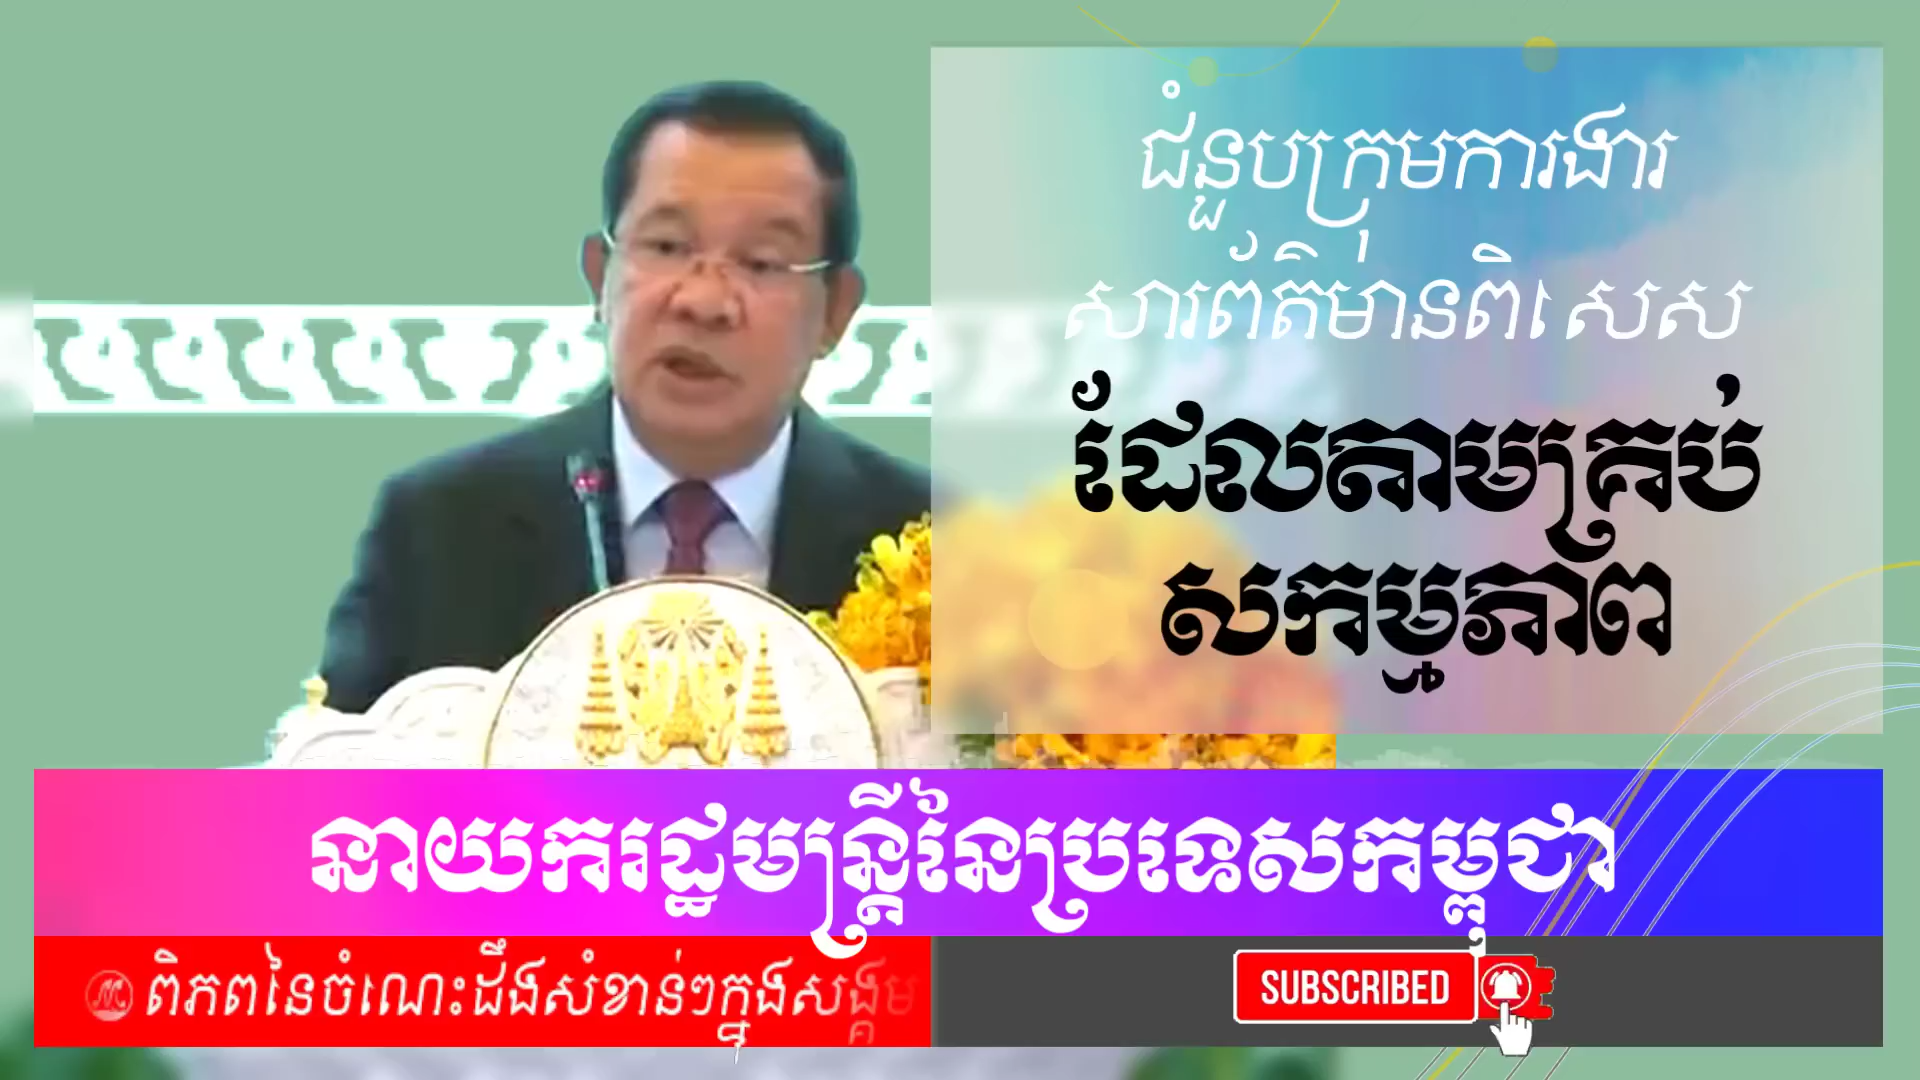 ជំនួបក្រុមការងារ
សារព័ត៌មានពិសេស
ដែលតាមគ្រប់
សកម្មភាព
នាយករដ្ឋមន្ត្រីនៃប្រទេសកម្ពុជា
ពិភពនៃចំណេះដឹងសំខាន់ៗក្នុងសង្គម
SUBSCRIBED